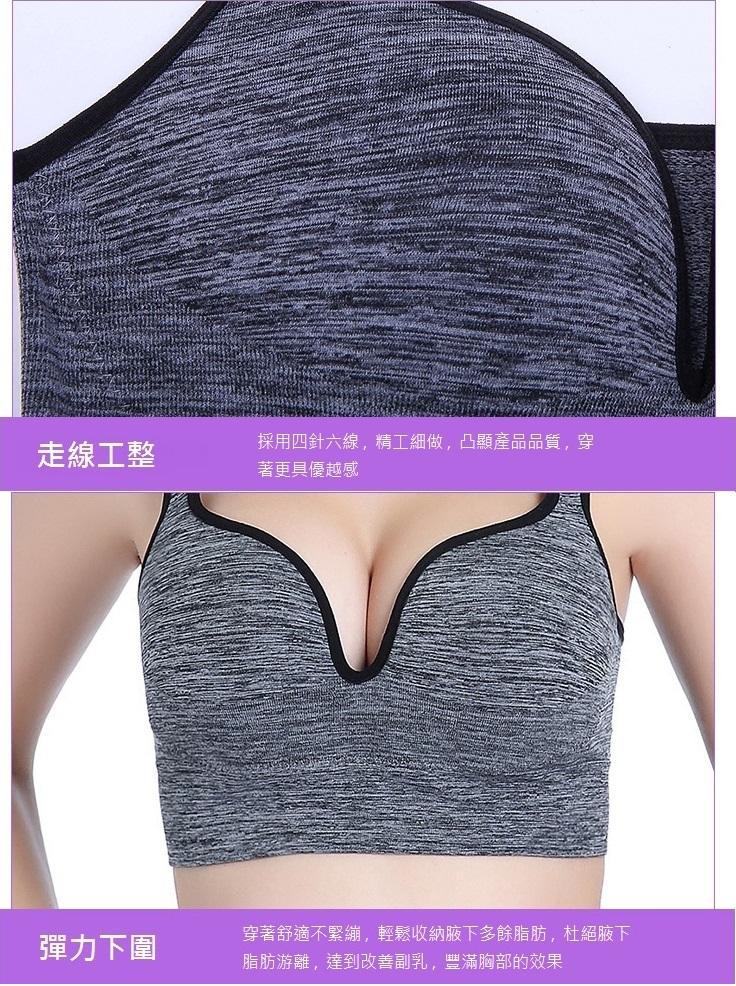 走線工整
採用四針六線，精工細做，凸顯產品品質，穿
著更具優越感
彈力下圍
穿著舒適不緊繃，輕鬆收納腋下多餘脂肪，杜絕腋下
脂肪游離，達到改善副乳，豐滿胸部的效果